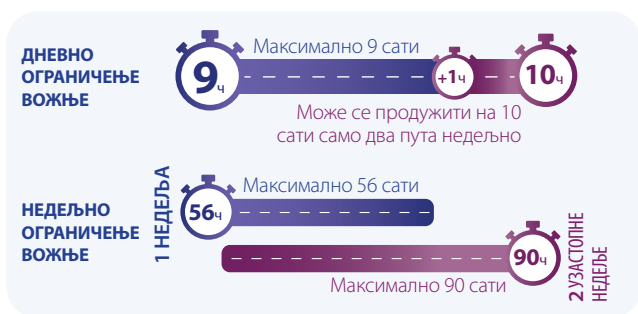 ДНЕВНО
ОГРАНИЧЕЊЕ
ВОЖЊЕ
9ч
Максимално 9 сати
+1ч
10ч
Може се продужити на 10
сати само два пута недељно
НЕДЕЉНО
ОГРАНИЧЕЊЕ
ВОЖЊЕ
1 НЕДЕЉА
56ч
Максимално 56 сати
90ч
Максимално 90 сати
2 УЗАСТОПНЕ
НЕДЕЉЕ